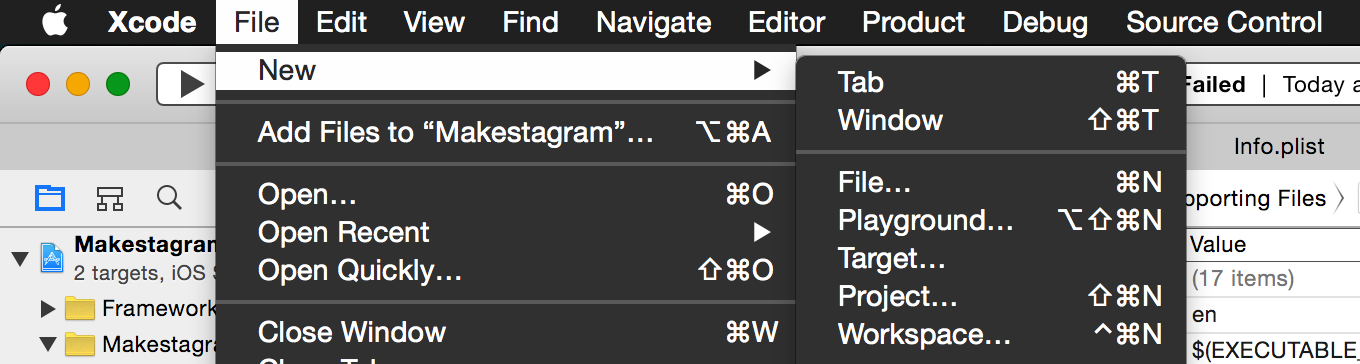 Xcode File Edit View Find Navigate Editor Product Debug Source Control
New ▶
Tab ⌘T
Failed | Today a
Window ⇧⌘T
Add Files to “Makestagram”… ⌥⌘A
Info.plist
File… ⌘N
Open… ⌘O
Playground… ⌥⇧⌘N
pporting Files
Open Recent ▶
Target…
Value
Makestagram
2 targets, iOS S
Open Quickly… ⇧⌘O
Project… ⇧⌘N
(17 items)
Framework
en
Close Window ⌘W
Workspace… ^⌘N
Makestagra
$(EXECUTABLE_